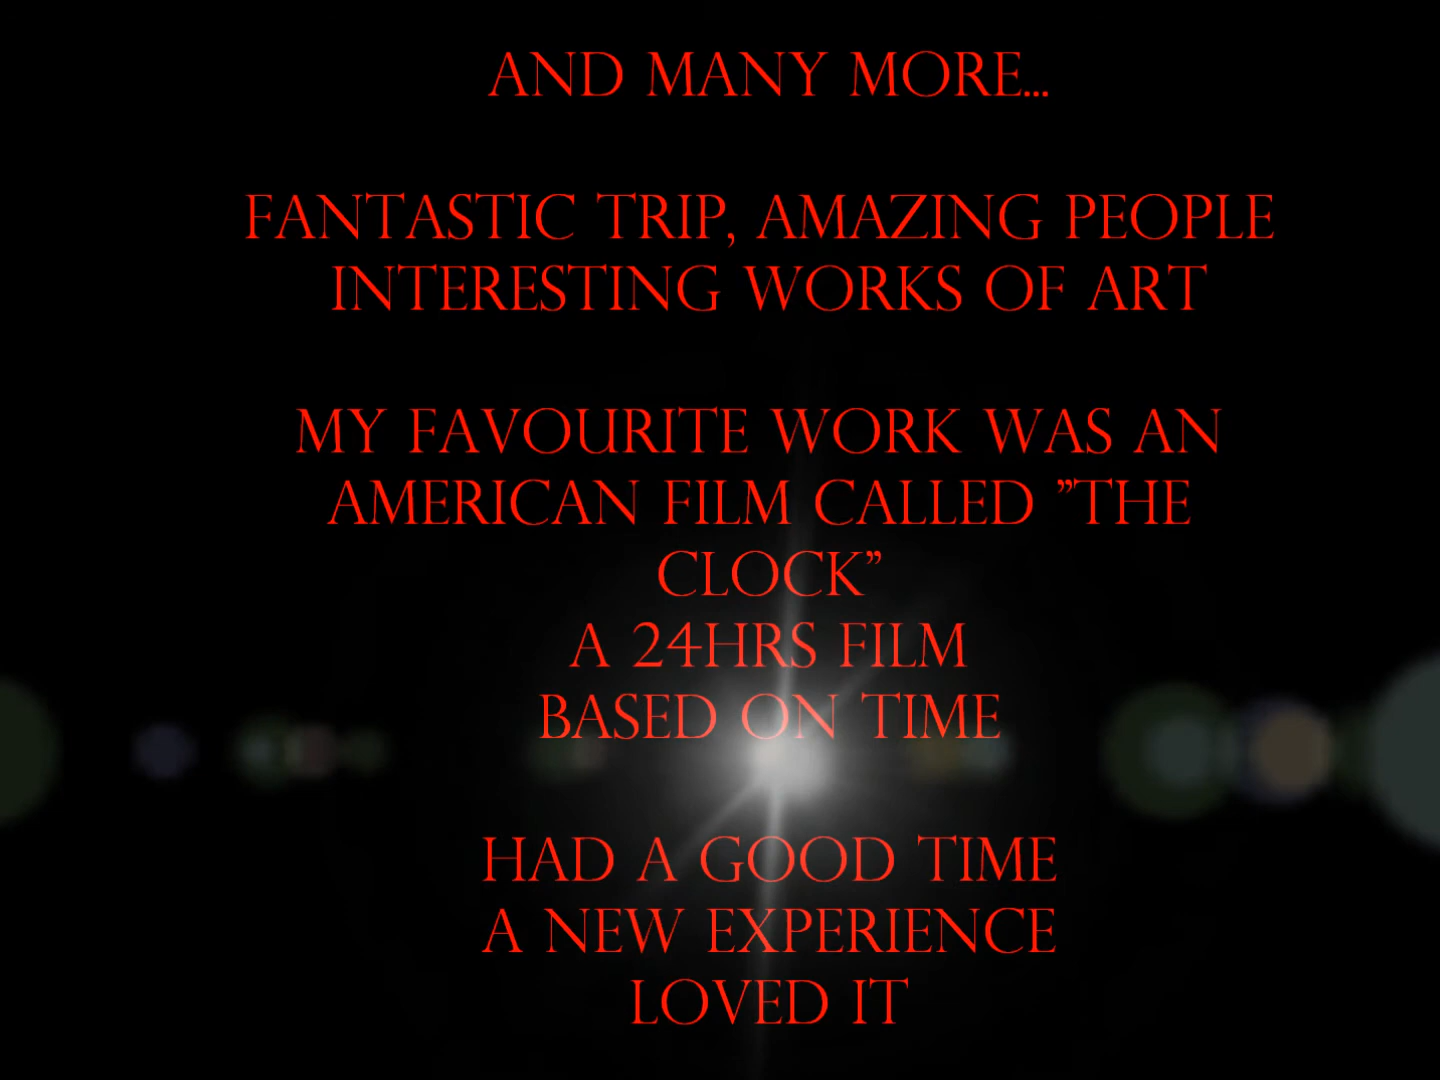 AND MANY MORE...
FANTASTIC TRIP, AMAZING PEOPLE
INTERESTING WORKS OF ART
MY FAVOURITE WORK WAS AN
AMERICAN FILM CALLED ”THE
CLOCK”
A 24HRS FILM
BASED ON TIME
HAD A GOOD TIME
A NEW EXPERIENCE
LOVED IT